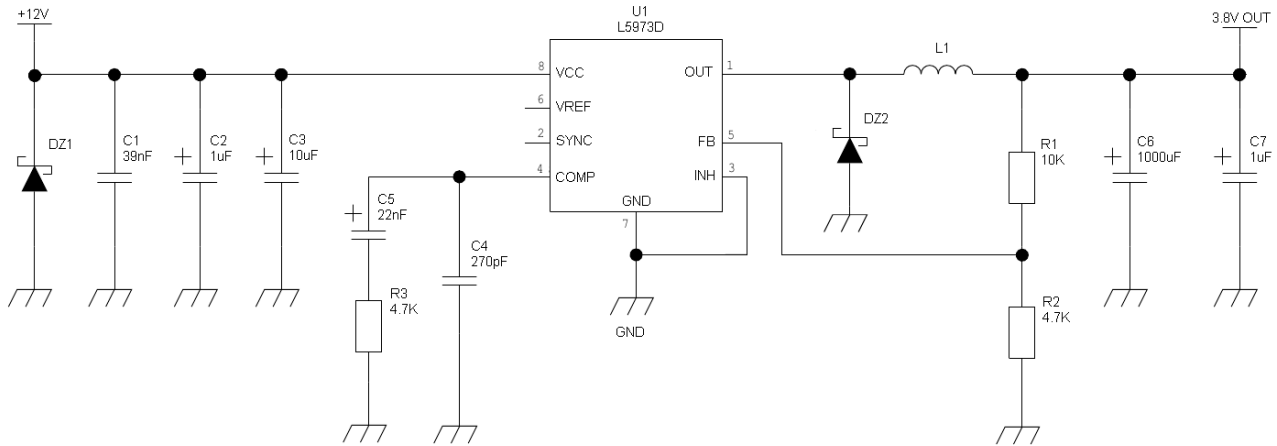 +12V
U1
L5973D
3.8V OUT
L1
8 VCC
OUT 1
6 VREF
DZ1
C1
39nF
C2
1uF
C3
10uF
2 SYNC
FB 5
DZ2
R1
10K
C6
1000uF
C7
1uF
4 COMP
INH 3
C5
22nF
GND
7
C4
270pF
R3
4.7K
R2
4.7K
GND